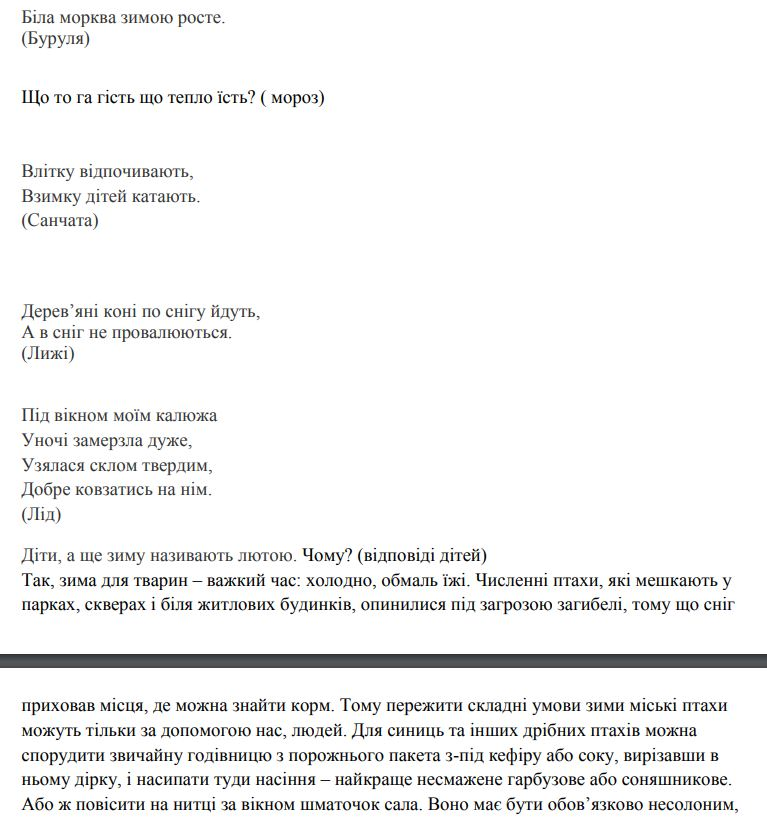 Біла морква зимою росте.
(Буруля)
Що то га гість що тепло їсть? ( мороз)
Влітку відпочивають,
Взимку дітей катають.
(Санчата)
Дерев’яні коні по снігу йдуть,
А в сніг не провалюються.
(Лижі)
Під вікном моїм калюжа
Уночі замерзла дуже,
Узялася склом твердим,
Добре ковзатись на нім.
(Лід)
Діти, а ще зиму називають лютою. Чому? (відповіді дітей)
Так, зима для тварин – важкий час: холодно, обмаль їжі. Численні птахи, які мешкають у
парках, скверах і біля житлових будинків, опинилися під загрозою загибелі, тому що сніг
приховав місця, де можна знайти корм. Тому пережити складні умови зими міські птахи
можуть тільки за допомогою нас, людей. Для синиць та інших дрібних птахів можна
спорудити звичайну годівницю з порожнього пакета з-під кефіру або соку, вирізавши в
ньому дірку, і насипати туди насіння – найкраще несмажене гарбузове або соняшникове.
Або ж повісити на нитці за вікном шматочок сала. Воно має бути обов’язково несолоним,